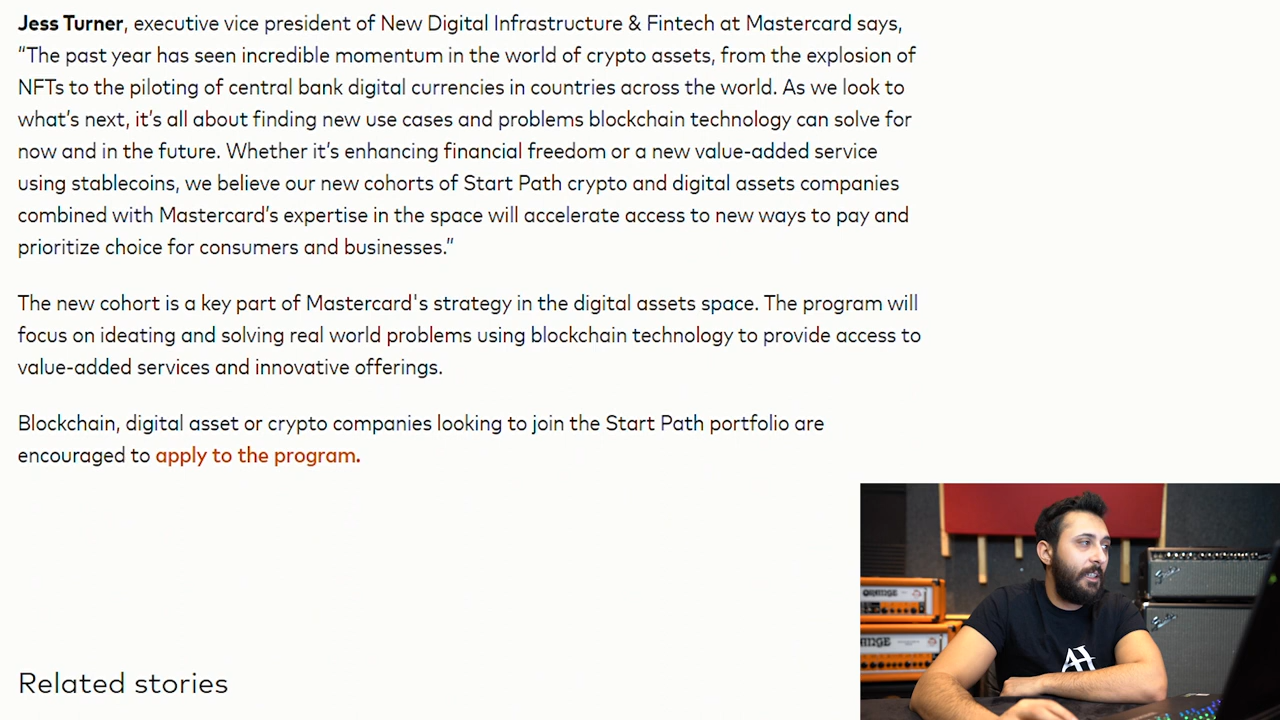 Jess Turner, executive vice president of New Digital Infrastructure & Fintech at Mastercard says,
“The past year has seen incredible momentum in the world of crypto assets, from the explosion of
NFTs to the piloting of central bank digital currencies in countries across the world. As we look to
what’s next, it’s all about finding new use cases and problems blockchain technology can solve for
now and in the future. Whether it’s enhancing financial freedom or a new value-added service
using stablecoins, we believe our new cohorts of Start Path crypto and digital assets companies
combined with Mastercard’s expertise in the space will accelerate access to new ways to pay and
prioritize choice for consumers and businesses.”
The new cohort is a key part of Mastercard's strategy in the digital assets space. The program will
focus on ideating and solving real world problems using blockchain technology to provide access to
value-added services and innovative offerings.
Blockchain, digital asset or crypto companies looking to join the Start Path portfolio are
encouraged to apply to the program.
Related stories
ORANGE
Fender
Fender
AH